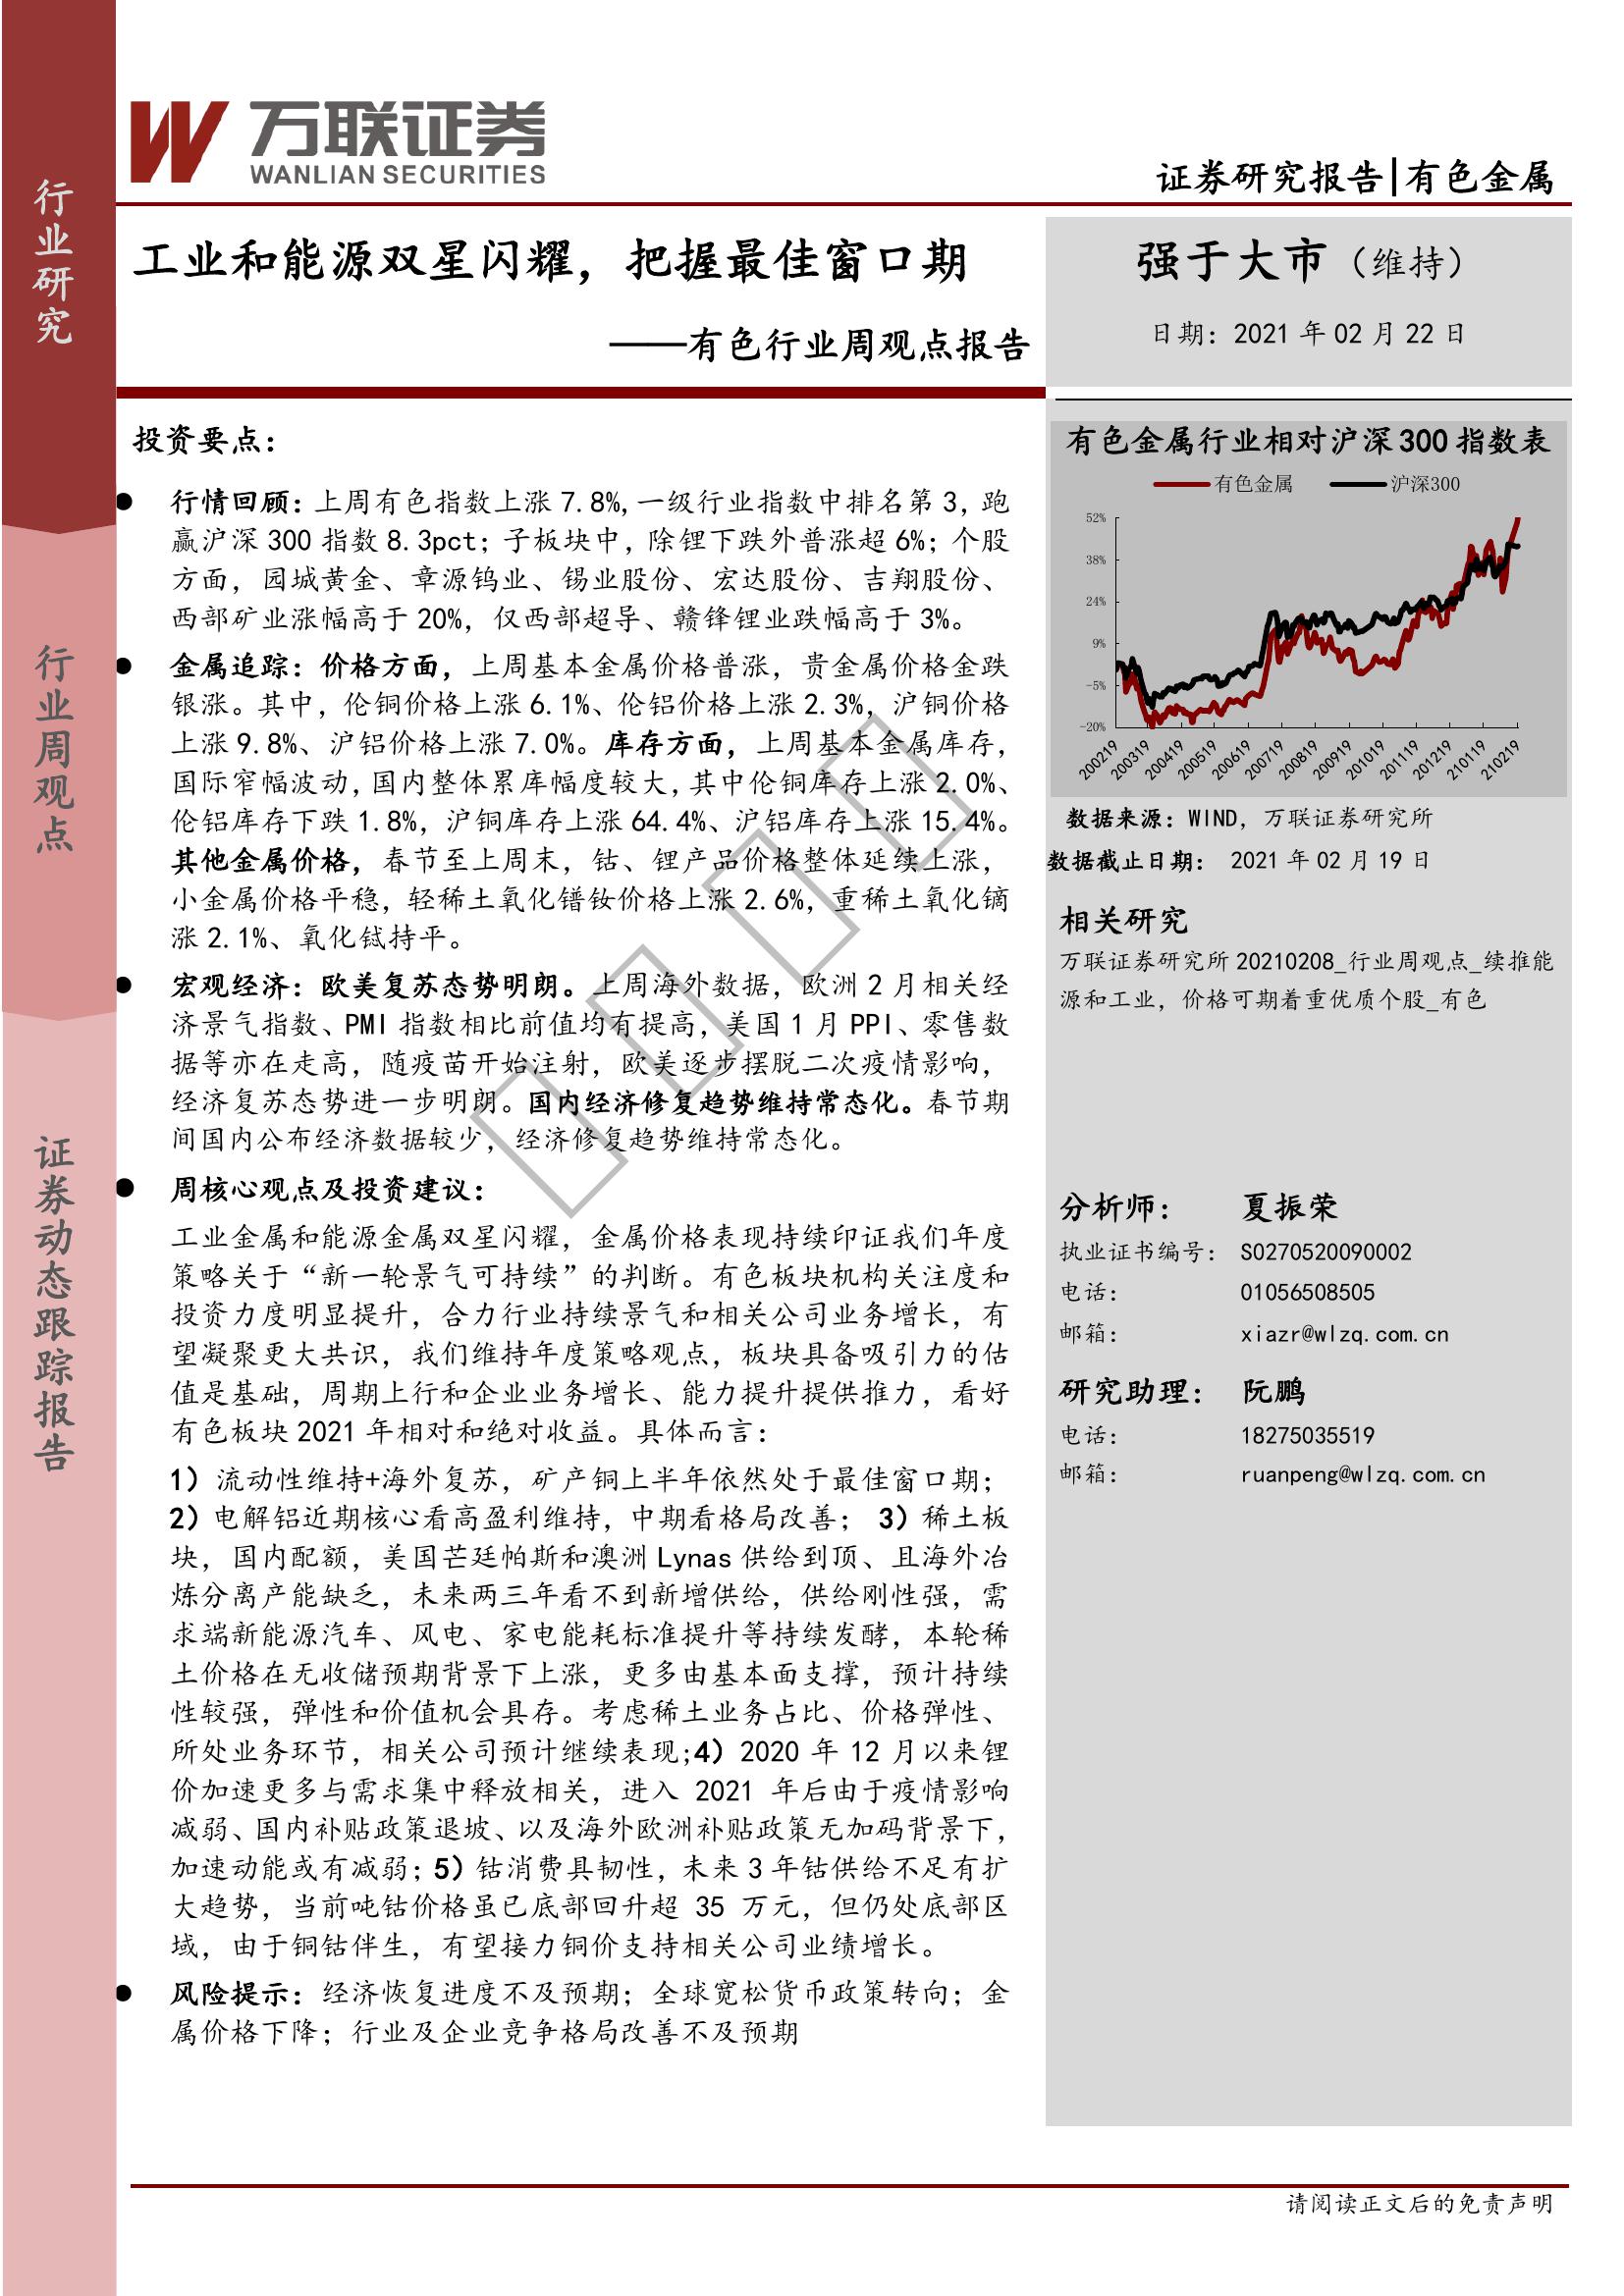 万联证券
WANLIAN SECURITIES
证券研究报告|有色金属
行业研究
行业周观点
证券动态跟踪报告
工业和能源双星闪耀，把握最佳窗口期
——有色行业周观点报告
强于大市（维持）
日期：2021 年 02 月 22 日
投资要点：
● 行情回顾：上周有色指数上涨 7.8%,一级行业指数中排名第 3，跑
赢沪深 300 指数 8.3pct；子板块中，除锂下跌外普涨超 6%；个股
方面，园城黄金、章源钨业、锡业股份、宏达股份、吉翔股份、
西部矿业涨幅高于 20%，仅西部超导、赣锋锂业跌幅高于 3%。
● 金属追踪：价格方面，上周基本金属价格普涨，贵金属价格金跌
银涨。其中，伦铜价格上涨 6.1%、伦铝价格上涨 2.3%，沪铜价格
上涨 9.8%、沪铝价格上涨 7.0%。库存方面，上周基本金属库存，
国际窄幅波动,国内整体累库幅度较大,其中伦铜库存上涨 2.0%、
伦铝库存下跌 1.8%，沪铜库存上涨 64.4%、沪铝库存上涨 15.4%。
其他金属价格，春节至上周末，钴、锂产品价格整体延续上涨，
小金属价格平稳，轻稀土氧化镨钕价格上涨 2.6%，重稀土氧化镝
涨 2.1%、氧化铽持平。
● 宏观经济：欧美复苏态势明朗。上周海外数据，欧洲 2 月相关经
济景气指数、PMI 指数相比前值均有提高，美国 1 月 PPI、零售数
据等亦在走高，随疫苗开始注射，欧美逐步摆脱二次疫情影响，
经济复苏态势进一步明朗。国内经济修复趋势维持常态化。春节期
间国内公布经济数据较少，经济修复趋势维持常态化。
● 周核心观点及投资建议：
工业金属和能源金属双星闪耀，金属价格表现持续印证我们年度
策略关于“新一轮景气可持续”的判断。有色板块机构关注度和
投资力度明显提升，合力行业持续景气和相关公司业务增长，有
望凝聚更大共识，我们维持年度策略观点，板块具备吸引力的估
值是基础，周期上行和企业业务增长、能力提升提供推力，看好
有色板块 2021 年相对和绝对收益。具体而言：
1）流动性维持+海外复苏，矿产铜上半年依然处于最佳窗口期；
2）电解铝近期核心看高盈利维持，中期看格局改善； 3）稀土板
块，国内配额，美国芒廷帕斯和澳洲 Lynas 供给到顶、且海外冶
炼分离产能缺乏，未来两三年看不到新增供给，供给刚性强，需
求端新能源汽车、风电、家电能耗标准提升等持续发酵，本轮稀
土价格在无收储预期背景下上涨，更多由基本面支撑，预计持续
性较强，弹性和价值机会具存。考虑稀土业务占比、价格弹性、
所处业务环节，相关公司预计继续表现;4）2020 年 12 月以来锂
价加速更多与需求集中释放相关，进入 2021 年后由于疫情影响
减弱、国内补贴政策退坡、以及海外欧洲补贴政策无加码背景下，
加速动能或有减弱；5）钴消费具韧性，未来 3 年钴供给不足有扩
大趋势，当前吨钴价格虽已底部回升超 35 万元，但仍处底部区
域，由于铜钴伴生，有望接力铜价支持相关公司业绩增长。
● 风险提示：经济恢复进度不及预期；全球宽松货币政策转向；金
属价格下降；行业及企业竞争格局改善不及预期
有色金属行业相对沪深 300 指数表
有色金属 沪深300
52%
38%
24%
9%
-5%
-20%
200219 200319 200419 200519 200619 200719 200819 200919 201019 201119 201219 210119 210219
数据来源：WIND，万联证券研究所
数据截止日期： 2021 年 02 月 19 日
相关研究
万联证券研究所 20210208_行业周观点_续推能
源和工业，价格可期着重优质个股_有色
分析师： 夏振荣
执业证书编号： S0270520090002
电话： 01056508505
邮箱： xiazr@wlzq.com.cn
研究助理： 阮鹏
电话： 18275035519
邮箱： ruanpeng@wlzq.com.cn
请阅读正文后的免责声明